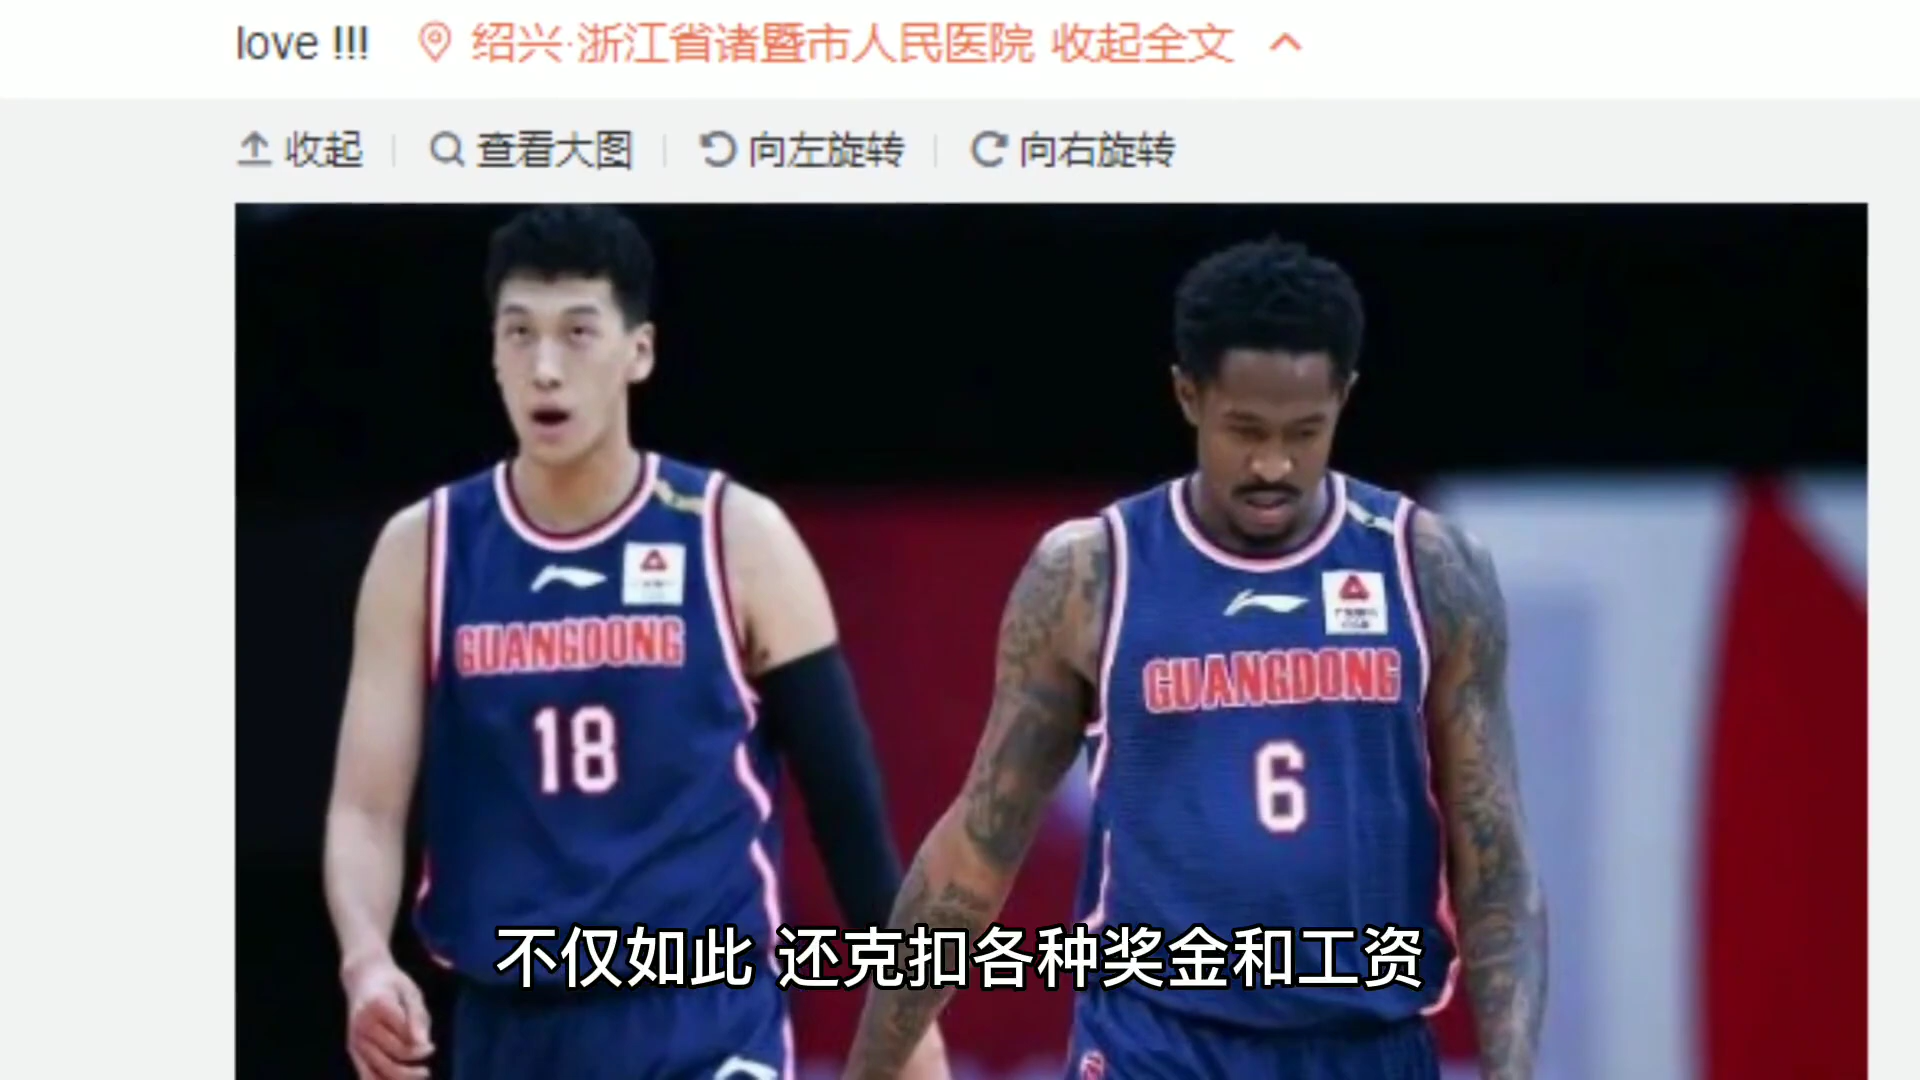 love !!! 绍兴·浙江省诸暨市人民医院 收起全文
收起 查看大图 向左旋转 向右旋转
GUANGDONG
18
GUANGDONG
6
不仅如此 还克扣各种奖金和工资